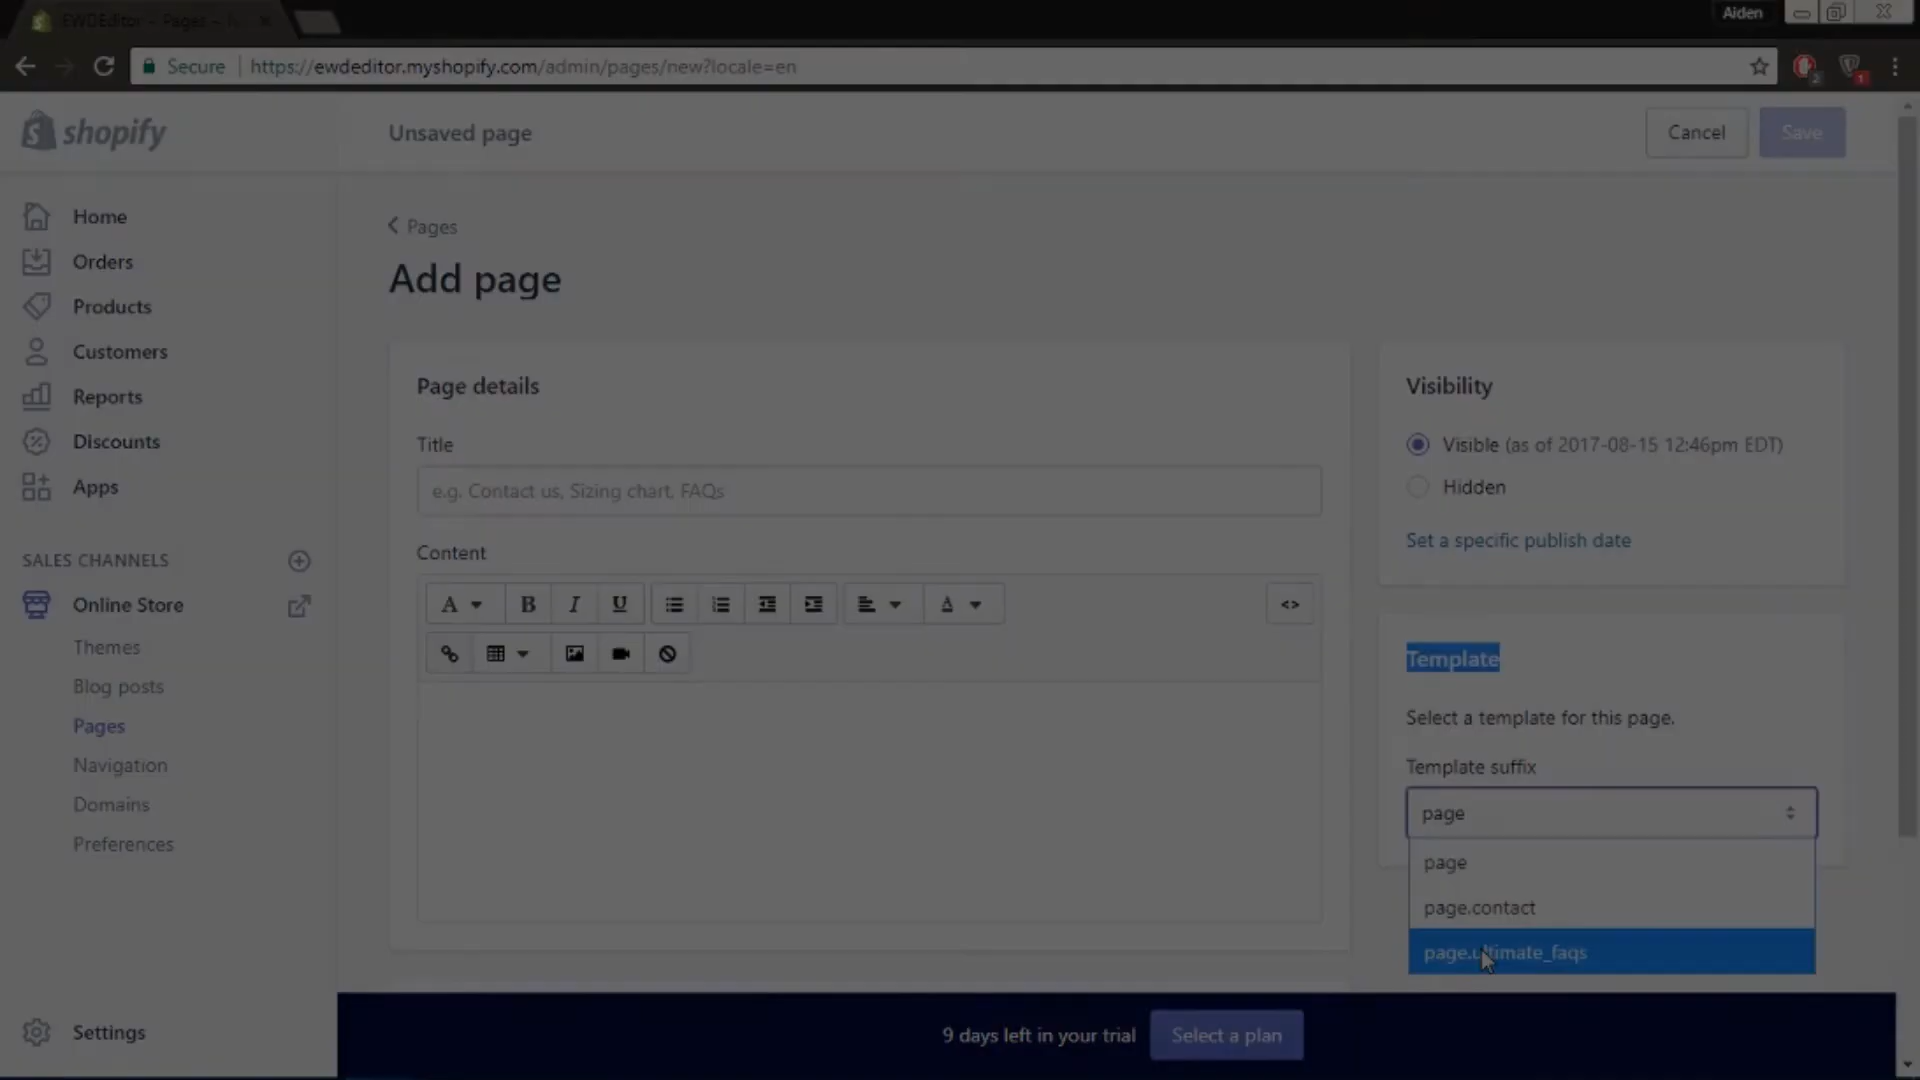 EWDEditor - Pages -
Aiden
Secure
https://ewdeditor.myshopify.com/admin/pages/new?locale=en
2
1
shopify
Unsaved page
Cancel
Save
Home
Orders
Products
Customers
Reports
Discounts
Apps
SALES CHANNELS
Online Store
Themes
Blog posts
Pages
Navigation
Domains
Preferences
Settings
Pages
Add page
Page details
Title
e.g. Contact us, Sizing chart, FAQs
Content
A
B
I
U
A
<>
Visibility
Visible (as of 2017-08-15 12:46pm EDT)
Hidden
Set a specific publish date
Template
Select a template for this page.
Template suffix
page
page
page.contact
page.ultimate_faqs
9 days left in your trial
Select a plan